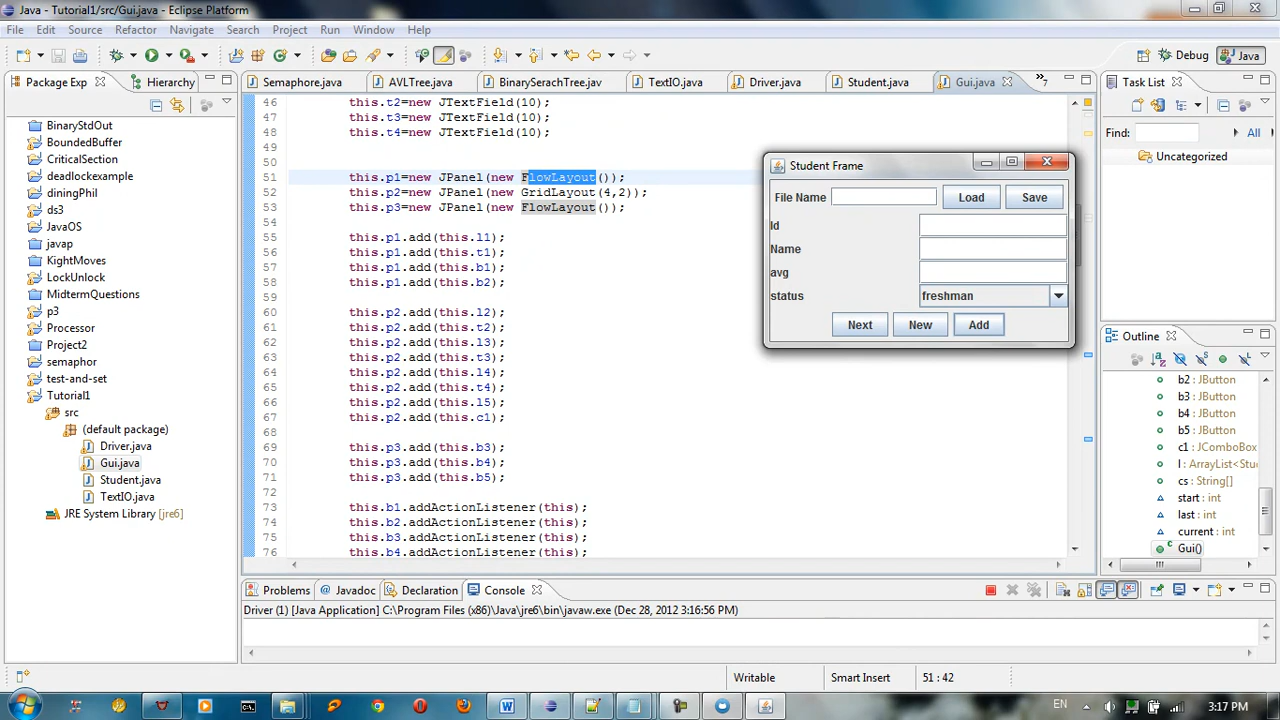 Java - Tutorial1/src/Gui.java - Eclipse Platform
File Edit Source Refactor Navigate Search Project Run Window Help
Debug Java
Package Exp Hierarchy
BinaryStdOut
BoundedBuffer
CriticalSection
deadlockexample
diningPhil
ds3
JavaOS
javap
KightMoves
LockUnlock
MidtermQuestions
p3
Processor
Project2
semaphor
test-and-set
Tutorial1
src
(default package)
Driver.java
Gui.java
Student.java
TextIO.java
JRE System Library [jre6]
Semaphore.java AVLTree.java BinarySerachTree.jav TextIO.java Driver.java Student.java Gui.java »7
46 this.t2=new JTextField(10);
47 this.t3=new JTextField(10);
48 this.t4=new JTextField(10);
49
50
51 this.p1=new JPanel(new FlowLayout());
52 this.p2=new JPanel(new GridLayout(4,2));
53 this.p3=new JPanel(new FlowLayout());
54
55 this.p1.add(this.l1);
56 this.p1.add(this.t1);
57 this.p1.add(this.b1);
58 this.p1.add(this.b2);
59
60 this.p2.add(this.l2);
61 this.p2.add(this.t2);
62 this.p2.add(this.l3);
63 this.p2.add(this.t3);
64 this.p2.add(this.l4);
65 this.p2.add(this.t4);
66 this.p2.add(this.l5);
67 this.p2.add(this.c1);
68
69 this.p3.add(this.b3);
70 this.p3.add(this.b4);
71 this.p3.add(this.b5);
72
73 this.b1.addActionListener(this);
74 this.b2.addActionListener(this);
75 this.b3.addActionListener(this);
76 this.b4.addActionListener(this);
Student Frame
File Name Load Save
Id
Name
avg
status freshman
Next New Add
Task List
Find: All
Uncategorized
Outline
b2 : JButton
b3 : JButton
b4 : JButton
b5 : JButton
c1 : JComboBox
l : ArrayList<Stu
cs : String[]
start : int
last : int
current : int
Gui()
Problems Javadoc Declaration Console
Driver (1) [Java Application] C:\Program Files (x86)\Java\jre6\bin\javaw.exe (Dec 28, 2012 3:16:56 PM)
Writable Smart Insert 51 : 42
EN 3:17 PM